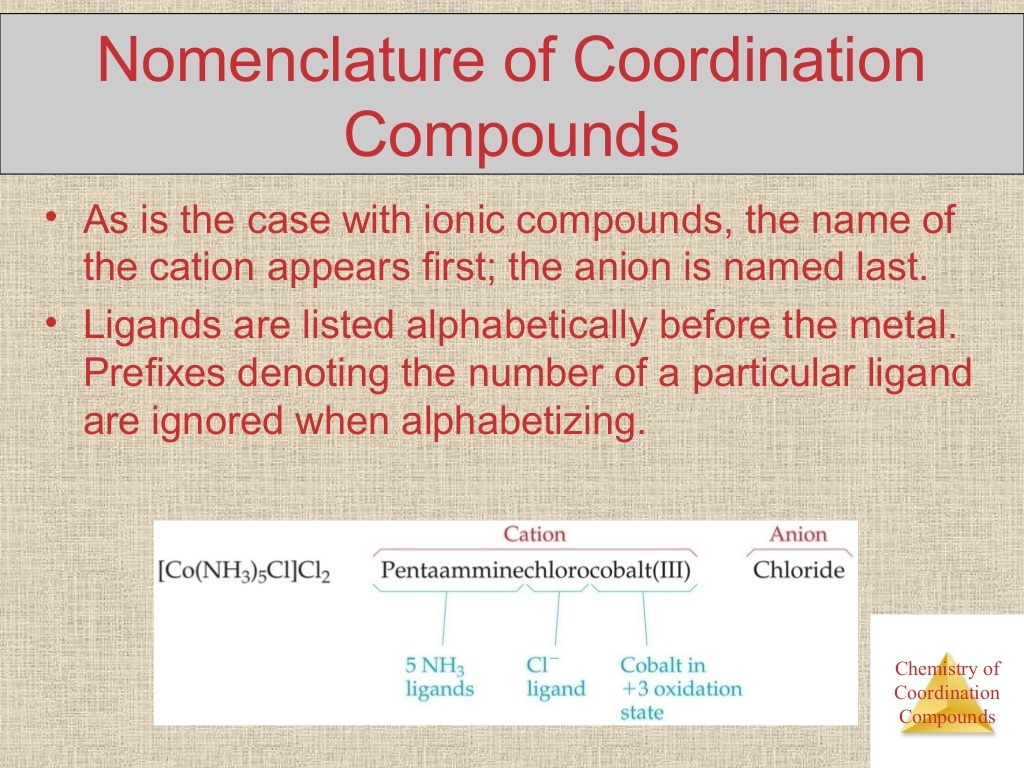 Nomenclature of Coordination
Compounds
• As is the case with ionic compounds, the name of
the cation appears first; the anion is named last.
• Ligands are listed alphabetically before the metal.
Prefixes denoting the number of a particular ligand
are ignored when alphabetizing.
Cation Anion
[Co(NH₃)₅Cl]Cl₂ Pentaamminechlorocobalt(III) Chloride
5 NH₃ Cl⁻ Cobalt in
ligands ligand +3 oxidation
state
Chemistry of
Coordination
Compounds